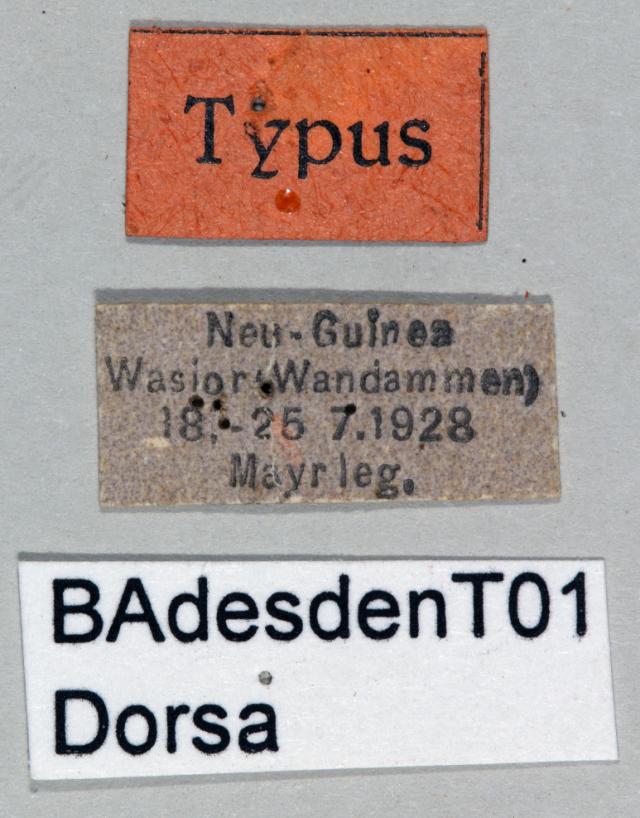 Typus
Neu-Guinea
Wasior (Wandammen)
18.-25 7.1928
Mayr leg.
BAdesdenT01
Dorsa